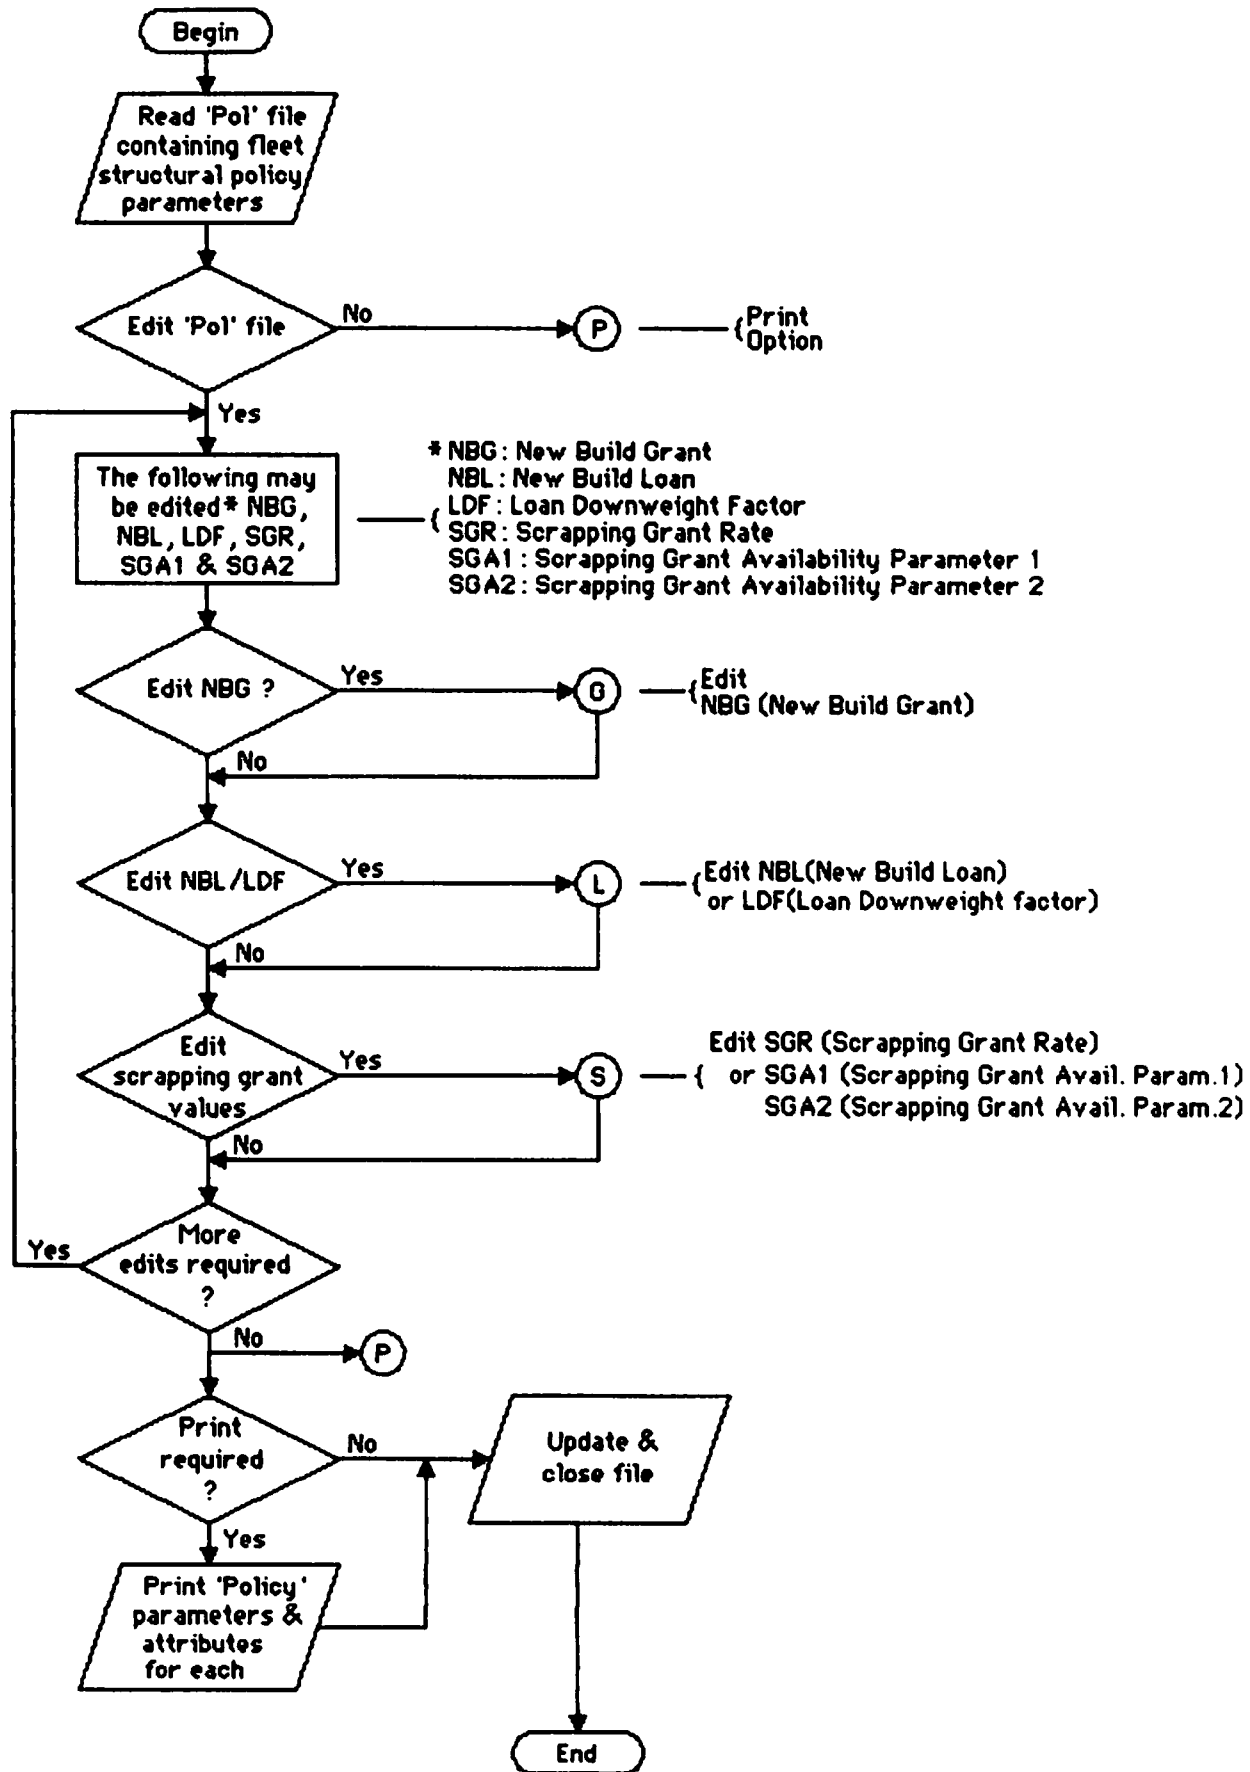 Begin
Read 'Pol' file
containing fleet
structural policy
parameters
Edit 'Pol' file
No
P
{Print
Option
Yes
The following may
be edited* NBG,
NBL, LDF, SGR,
SGA1 & SGA2
{
* NBG : New Build Grant
NBL : New Build Loan
LDF : Loan Downweight Factor
SGR : Scrapping Grant Rate
SGA1 : Scrapping Grant Availability Parameter 1
SGA2 : Scrapping Grant Availability Parameter 2
Edit NBG ?
Yes
G
{Edit
NBG (New Build Grant)
No
Edit NBL/LDF
Yes
L
{Edit NBL(New Build Loan)
or LDF(Loan Downweight factor)
No
Edit
scrapping grant
values
Yes
S
Edit SGR (Scrapping Grant Rate)
{ or SGA1 (Scrapping Grant Avail. Param.1)
SGA2 (Scrapping Grant Avail. Param.2)
No
More
edits required
?
Yes
No
P
Print
required
?
No
Update &
close file
Yes
Print 'Policy'
parameters &
attributes
for each
End